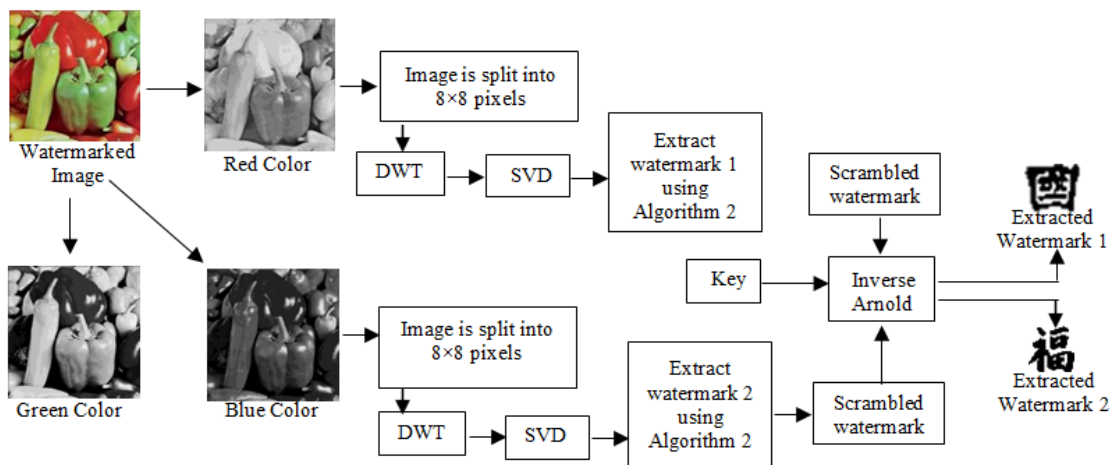 Watermarked
Image
Red Color
Image is split into
8×8 pixels
DWT
SVD
Extract
watermark 1
using
Algorithm 2
Scrambled
watermark
國
Extracted
Watermark 1
Key
Inverse
Arnold
福
Extracted
Watermark 2
Green Color
Blue Color
Image is split into
8×8 pixels
DWT
SVD
Extract
watermark 2
using
Algorithm 2
Scrambled
watermark